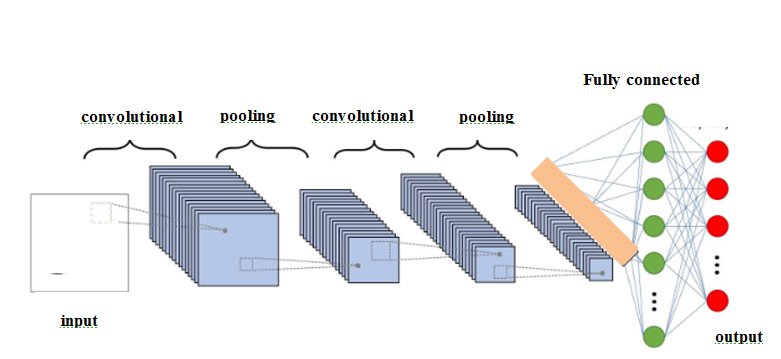 Fully connected
convolutional
pooling
convolutional
pooling
input
output